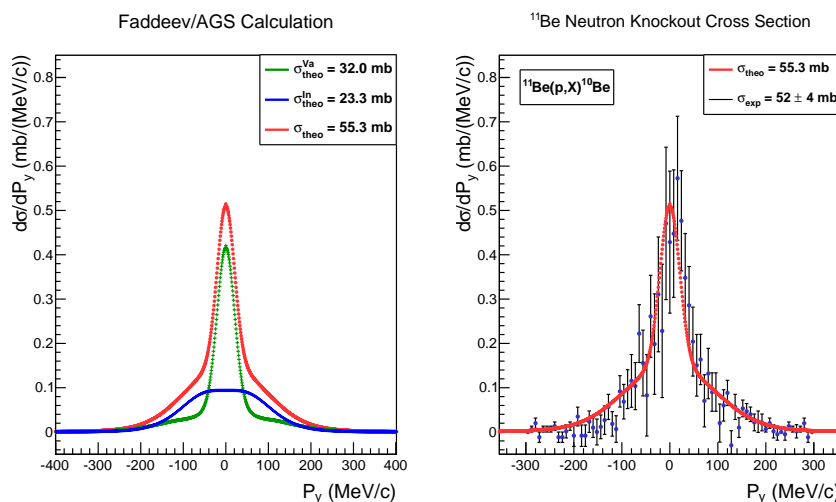 Faddeev/AGS Calculation
dσ/dP_y (mb/(MeV/c))
0.8
0.7
0.6
0.5
0.4
0.3
0.2
0.1
0
σ^Va_theo = 32.0 mb
σ^In_theo = 23.3 mb
σ_theo = 55.3 mb
-400 -300 -200 -100 0 100 200 300 400
P_y (MeV/c)
¹¹Be Neutron Knockout Cross Section
dσ/dP_y (mb/(MeV/c))
0.8
0.7
0.6
0.5
0.4
0.3
0.2
0.1
0
¹¹Be(p,X)¹⁰Be
σ_theo = 55.3 mb
σ_exp = 52 ± 4 mb
-300 -200 -100 0 100 200 300
P_y (MeV/c)